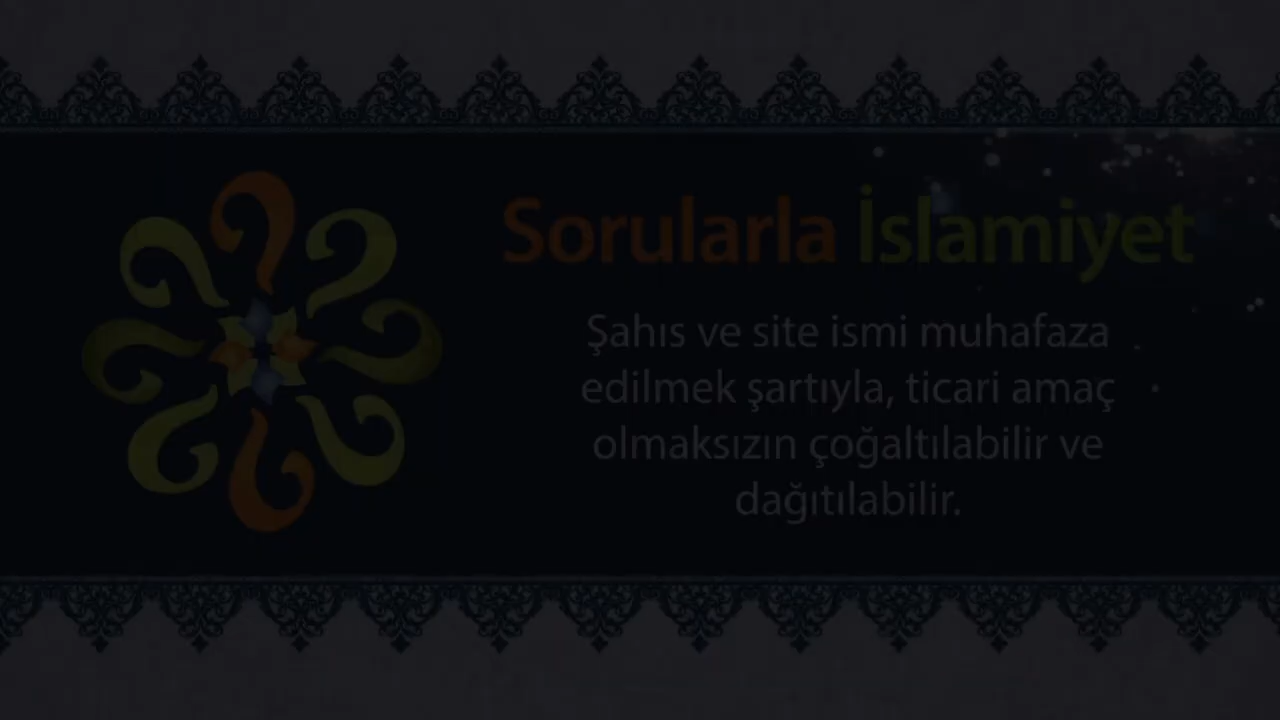 Sorularla İslamiyet
Şahıs ve site ismi muhafaza
edilmek şartıyla, ticari amaç
olmaksızın çoğaltılabilir ve
dağıtılabilir.